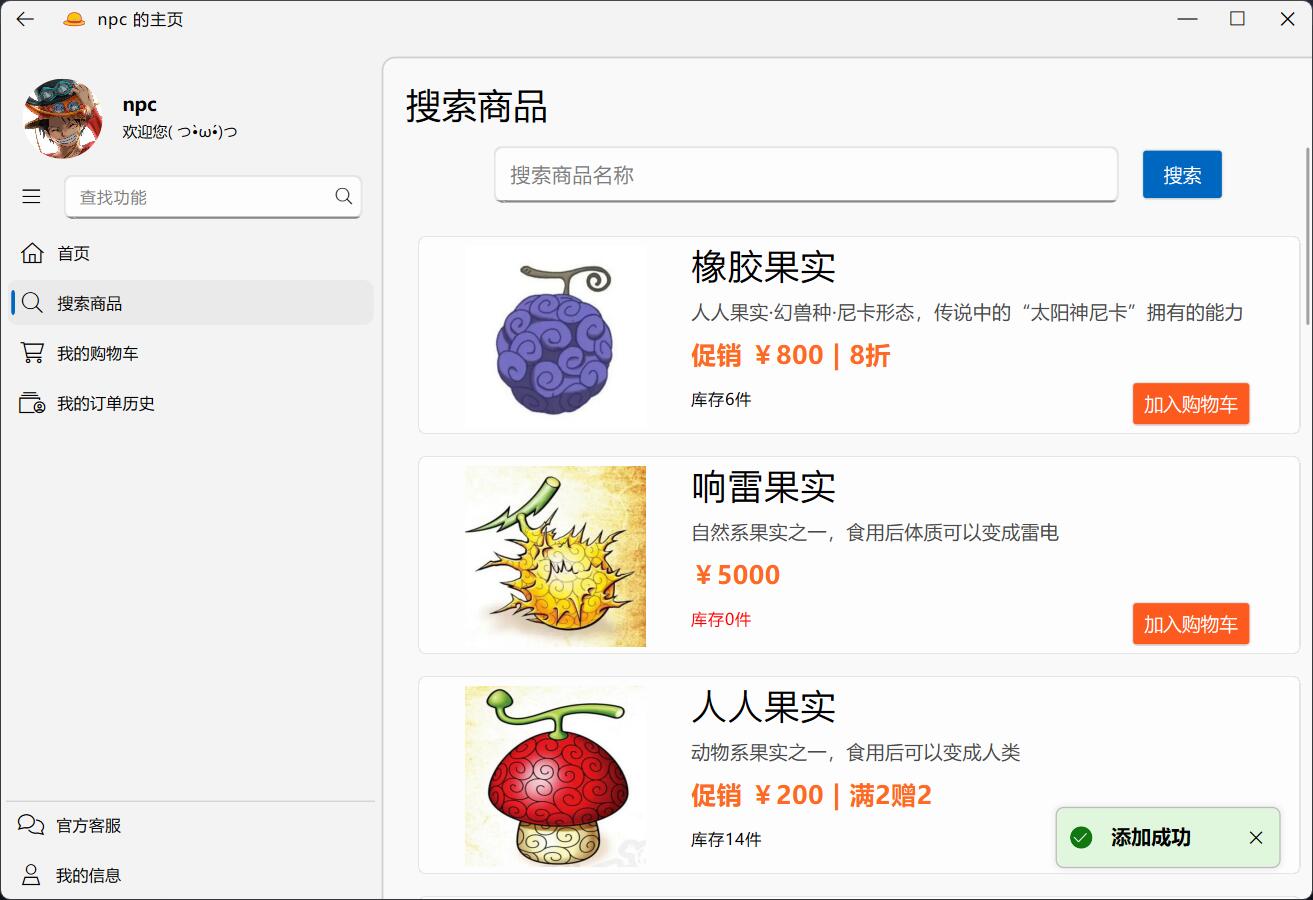 npc 的主页
npc
欢迎您( つ•̀ω•́)つ
查找功能
首页
搜索商品
我的购物车
我的订单历史
官方客服
我的信息
搜索商品
搜索商品名称
搜索
橡胶果实
人人果实·幻兽种·尼卡形态，传说中的“太阳神尼卡”拥有的能力
促销 ￥800 | 8折
库存6件
加入购物车
响雷果实
自然系果实之一，食用后体质可以变成雷电
￥5000
库存0件
加入购物车
人人果实
动物系果实之一，食用后可以变成人类
促销 ￥200 | 满2赠2
库存14件
添加成功